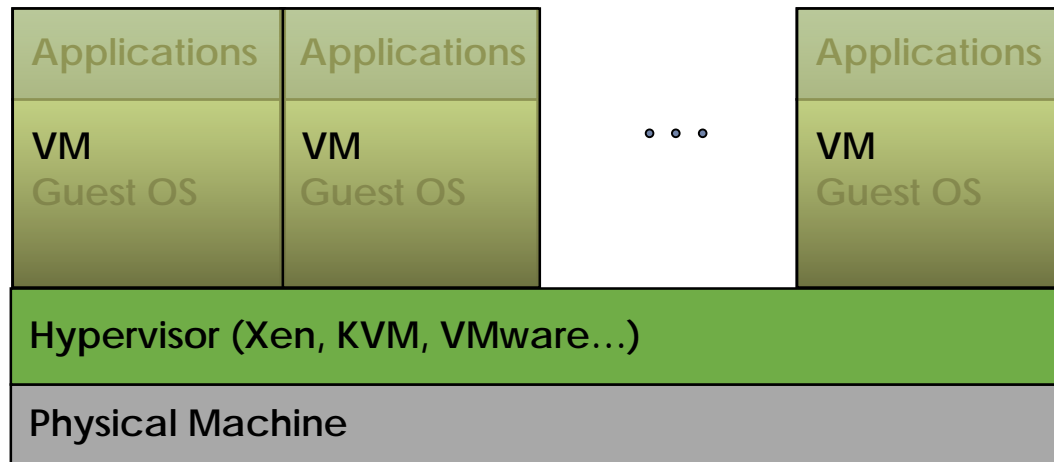 Applications
Applications
Applications
VM
Guest OS
VM
Guest OS
VM
Guest OS
Hypervisor (Xen, KVM, VMware…)
Physical Machine